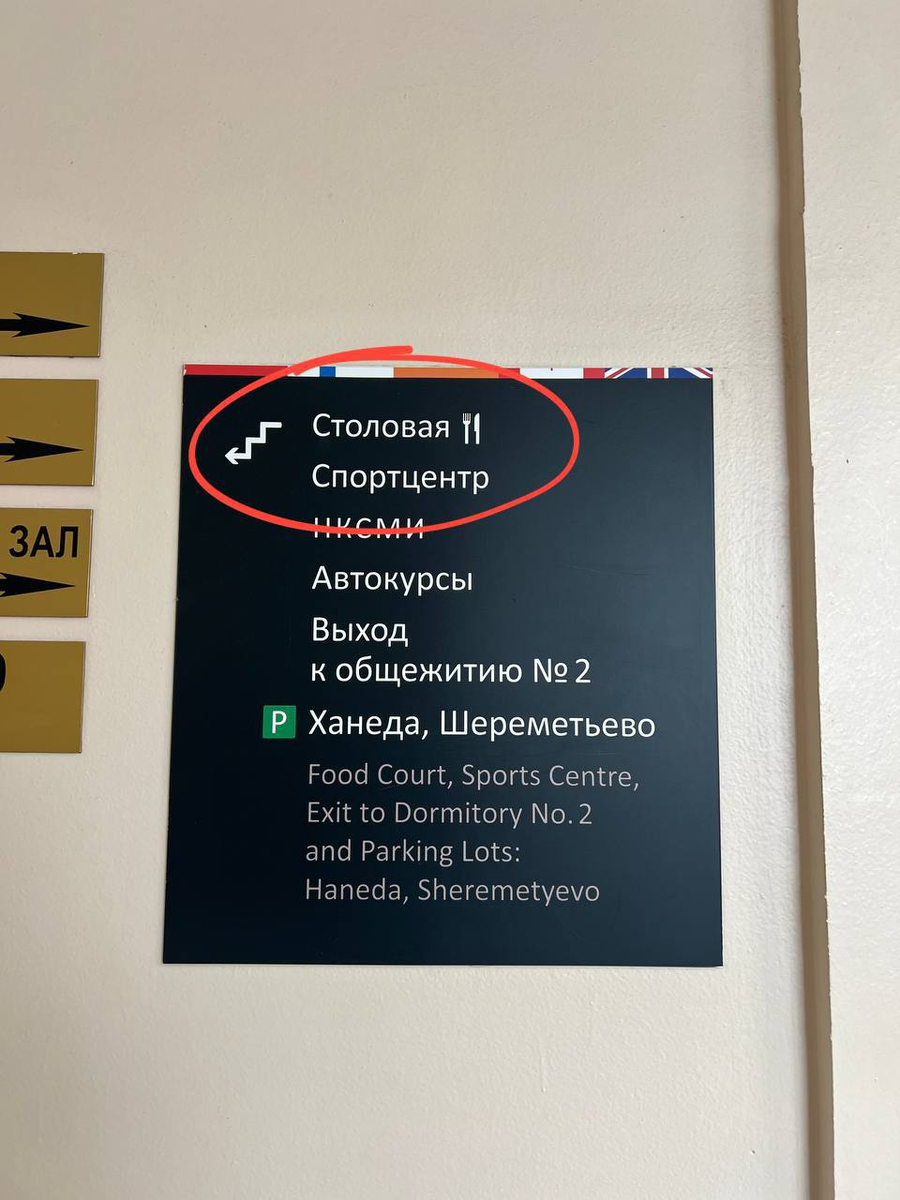 ЗАЛ
Столовая
Спортцентр
НКСМИ
Автокурсы
Выход
к общежитию № 2
P Ханеда, Шереметьево
Food Court, Sports Centre,
Exit to Dormitory No. 2
and Parking Lots:
Haneda, Sheremetyevo